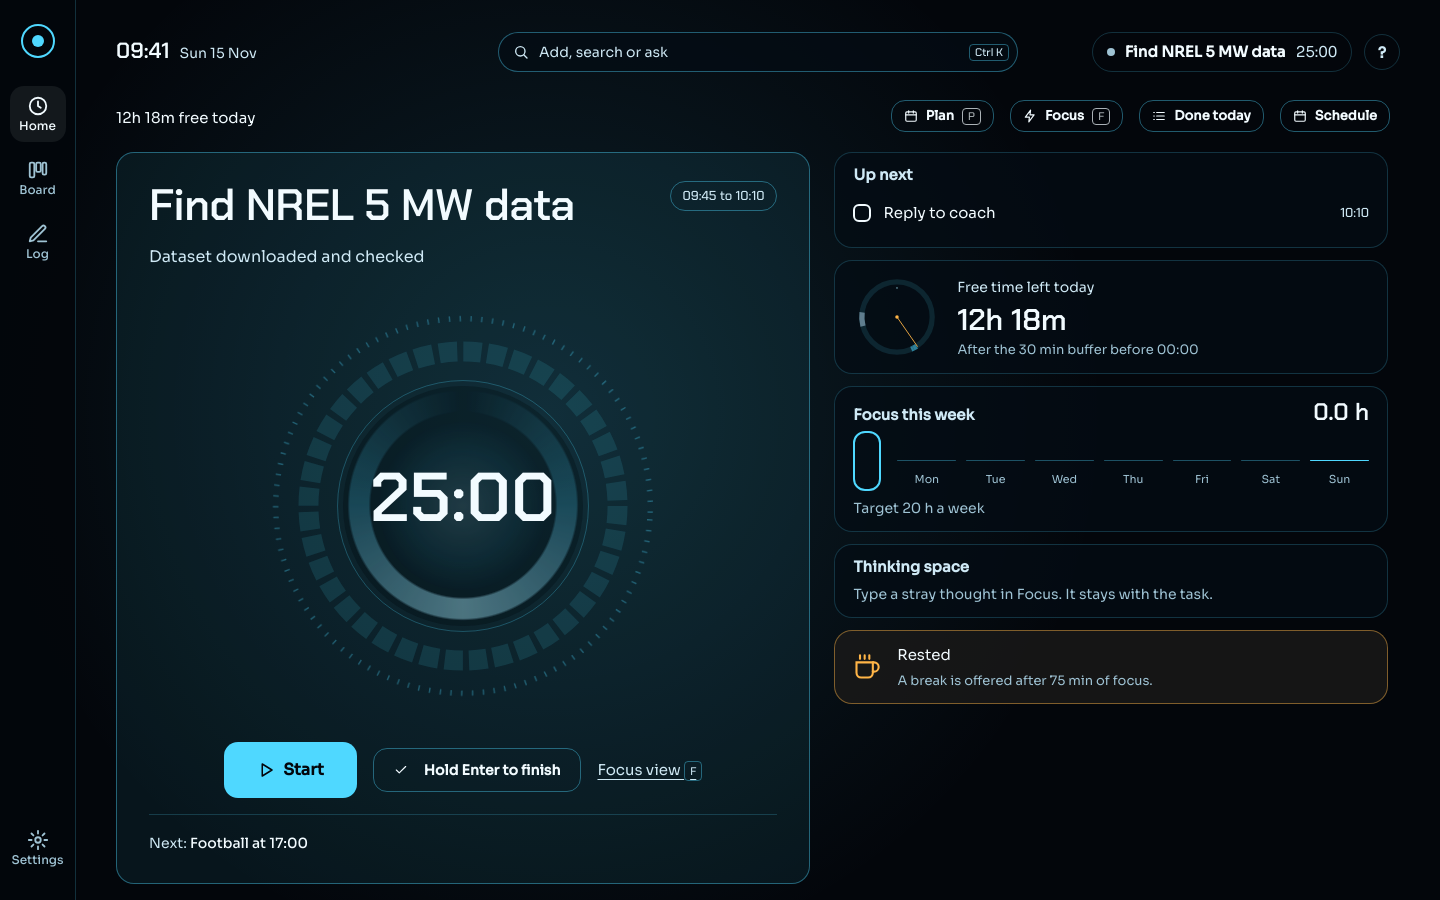 09:41 Sun 15 Nov
Add, search or ask
Ctrl K
Find NREL 5 MW data 25:00
?
Home
Board
Log
Settings
12h 18m free today
Plan P
Focus F
Done today
Schedule
Find NREL 5 MW data
09:45 to 10:10
Dataset downloaded and checked
25:00
Start
Hold Enter to finish
Focus view F
Next: Football at 17:00
Up next
Reply to coach 10:10
Free time left today
12h 18m
After the 30 min buffer before 00:00
Focus this week 0.0 h
Mon Tue Wed Thu Fri Sat Sun
Target 20 h a week
Thinking space
Type a stray thought in Focus. It stays with the task.
Rested
A break is offered after 75 min of focus.